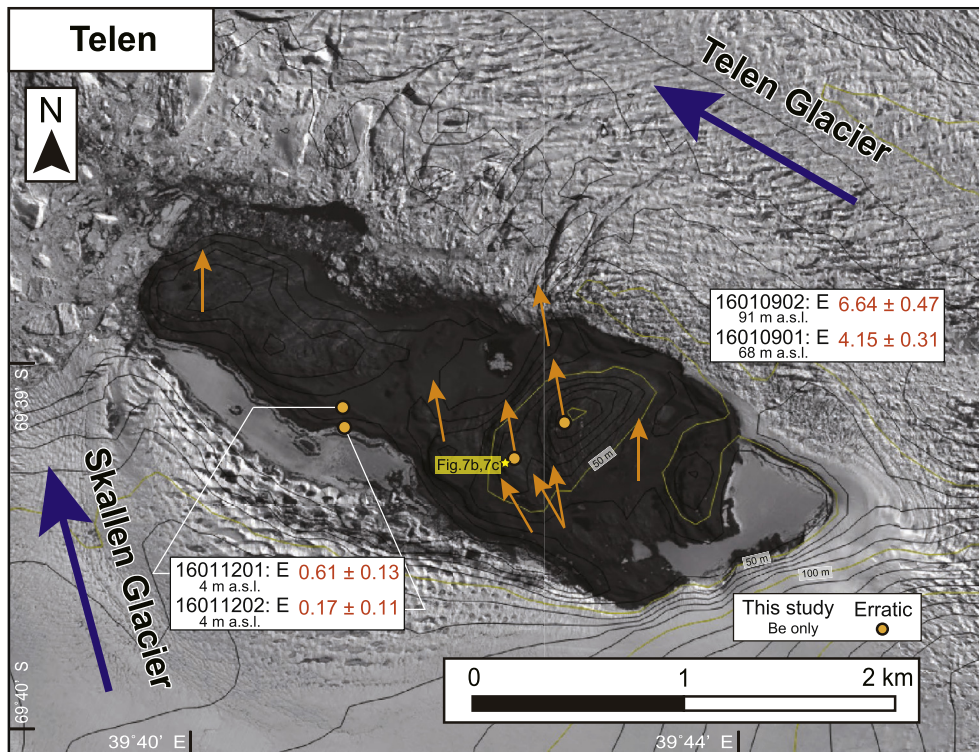 Telen
N
Telen Glacier
16010902: E 6.64 ± 0.47
91 m a.s.l.
16010901: E 4.15 ± 0.31
68 m a.s.l.
69°39' S
Fig.7b,7c
50 m
Skallen Glacier
16011201: E 0.61 ± 0.13
4 m a.s.l.
16011202: E 0.17 ± 0.11
4 m a.s.l.
50 m
100 m
This study Erratic
Be only
0 1 2 km
69°40' S
39°40' E
39°44' E